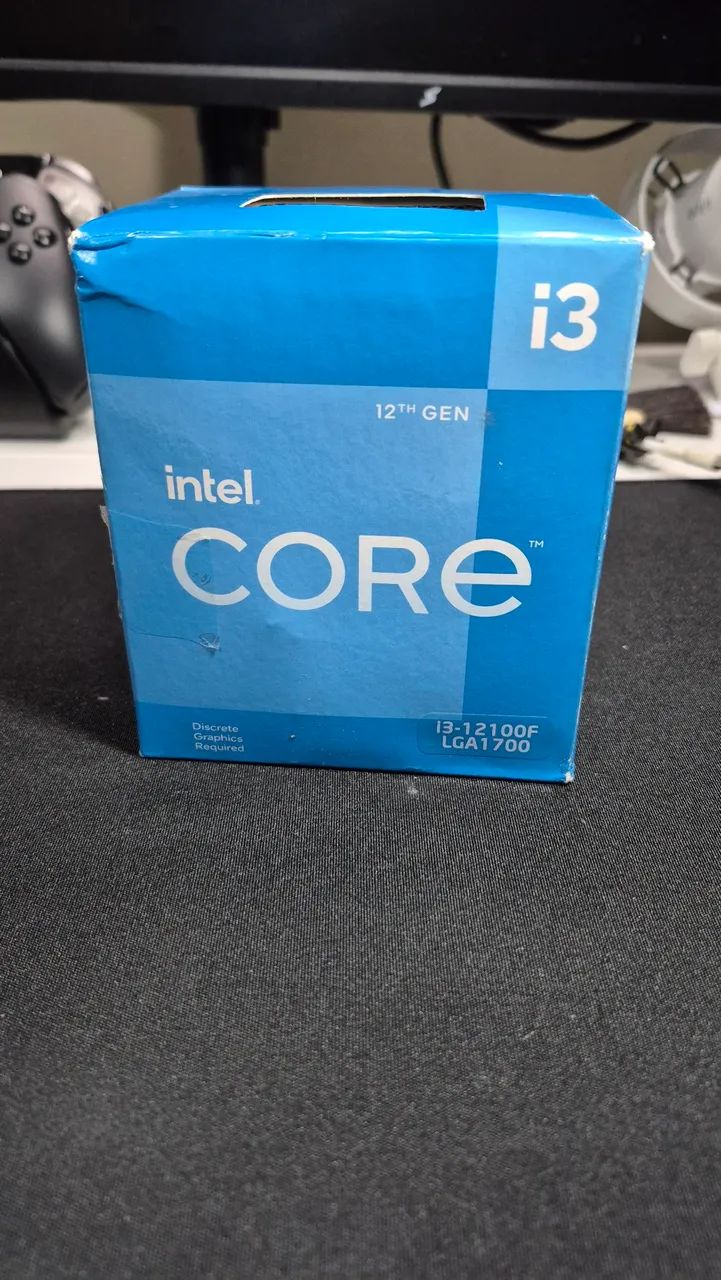 i3
12TH GEN
intel.
CORe™
Discrete
Graphics
Required
i3-12100F
LGA1700